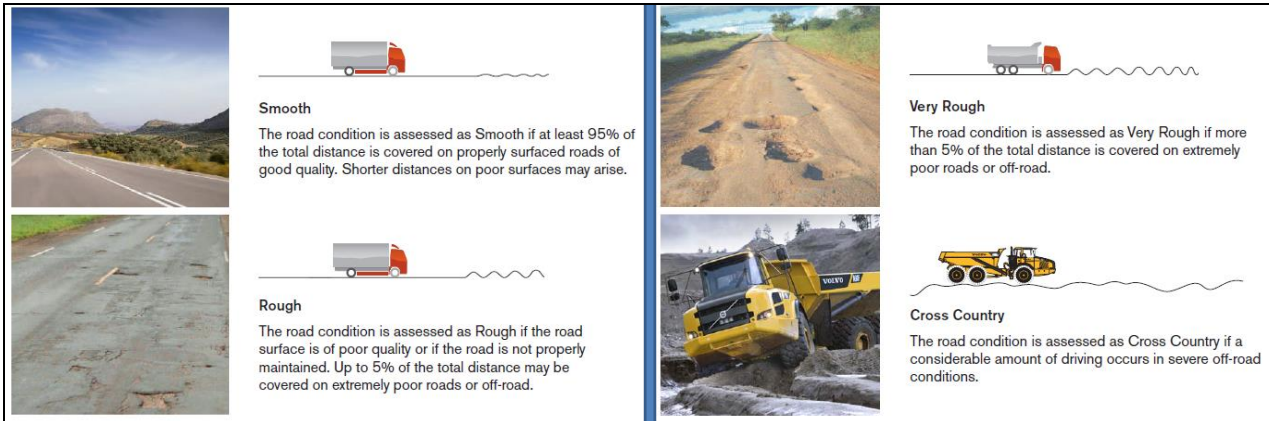 Smooth
The road condition is assessed as Smooth if at least 95% of
the total distance is covered on properly surfaced roads of
good quality. Shorter distances on poor surfaces may arise.
Rough
The road condition is assessed as Rough if the road
surface is of poor quality or if the road is not properly
maintained. Up to 5% of the total distance may be
covered on extremely poor roads or off-road.
Very Rough
The road condition is assessed as Very Rough if more
than 5% of the total distance is covered on extremely
poor roads or off-road.
VOLVO
Cross Country
The road condition is assessed as Cross Country if a
considerable amount of driving occurs in severe off-road
conditions.